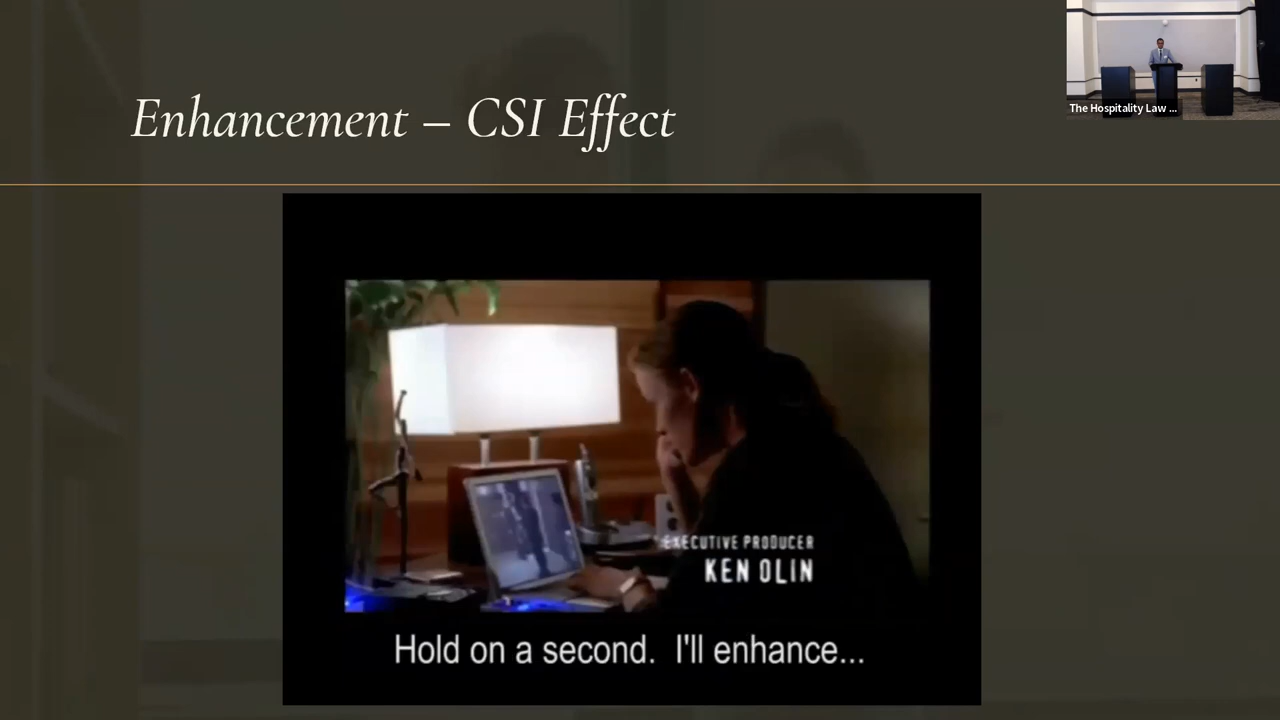 Enhancement – CSI Effect
The Hospitality Law ...
EXECUTIVE PRODUCER
KEN OLIN
Hold on a second. I'll enhance...